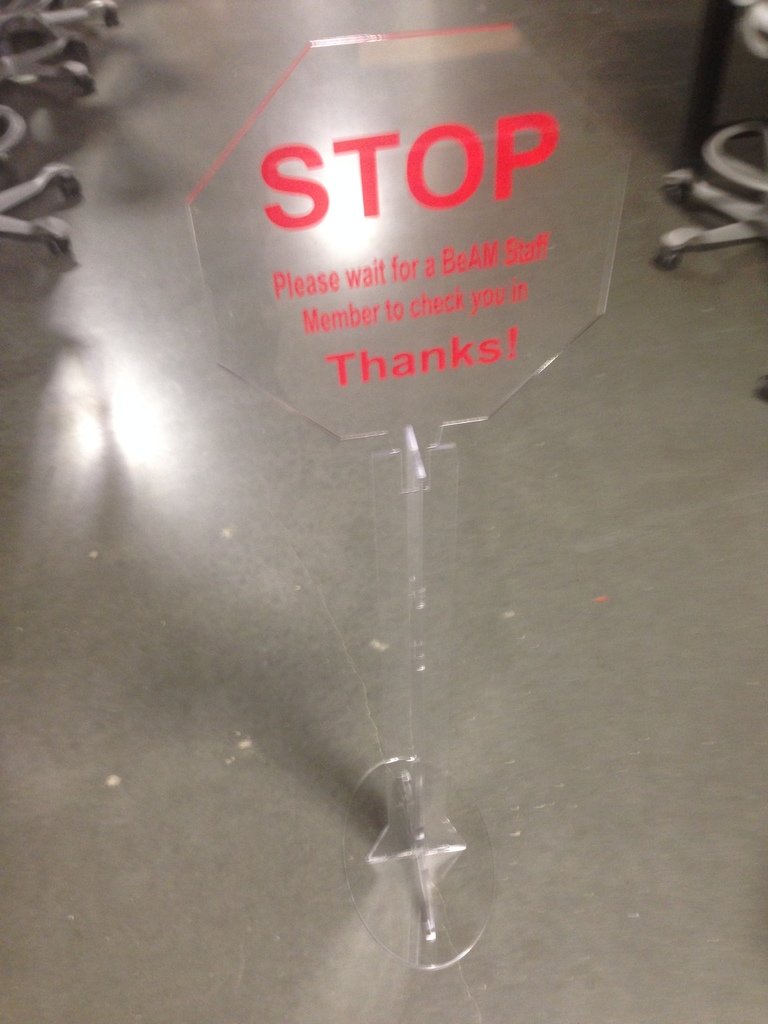 STOP
Please wait for a BeAM Staff
Member to check you in
Thanks!